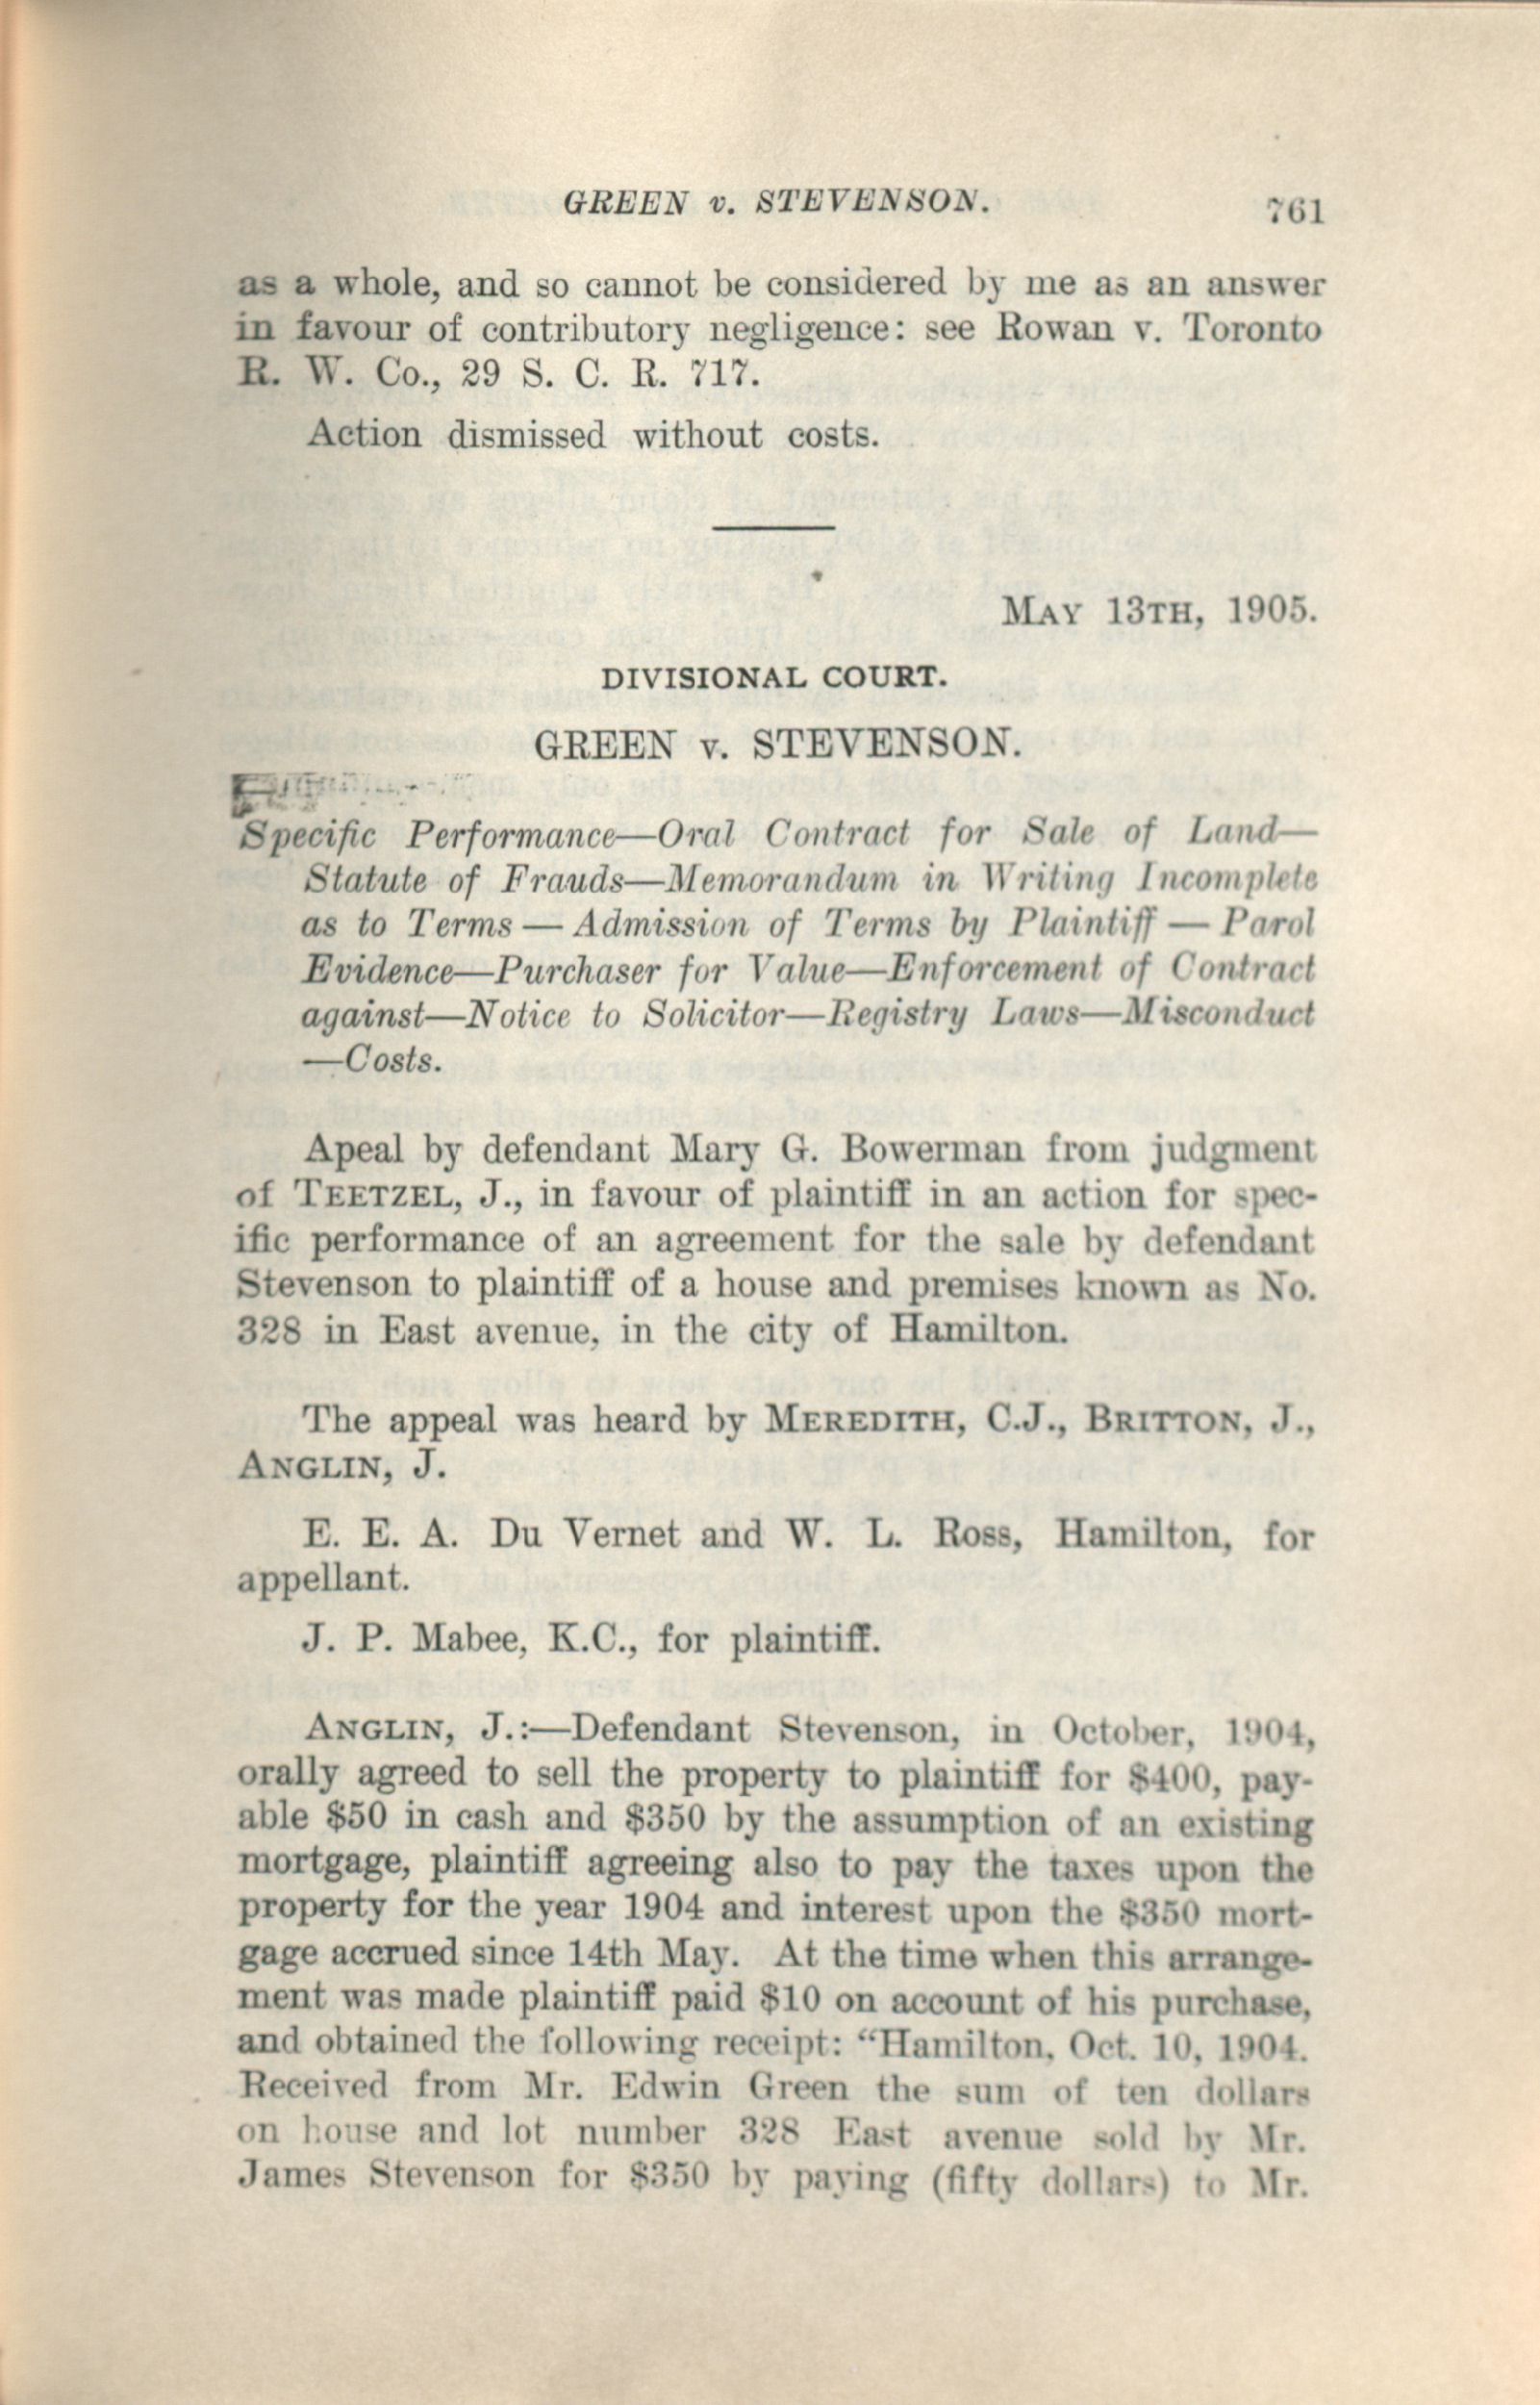 GREEN v. STEVENSON. 761
as a whole, and so cannot be considered by me as an answer
in favour of contributory negligence: see Rowan v. Toronto
R. W. Co., 29 S. C. R. 717.
Action dismissed without costs.
MAY 13TH, 1905.
DIVISIONAL COURT.
GREEN v. STEVENSON.
Specific Performance—Oral Contract for Sale of Land—
Statute of Frauds—Memorandum in Writing Incomplete
as to Terms — Admission of Terms by Plaintiff — Parol
Evidence—Purchaser for Value—Enforcement of Contract
against—Notice to Solicitor—Registry Laws—Misconduct
—Costs.
Apeal by defendant Mary G. Bowerman from judgment
of TEETZEL, J., in favour of plaintiff in an action for spec-
ific performance of an agreement for the sale by defendant
Stevenson to plaintiff of a house and premises known as No.
328 in East avenue, in the city of Hamilton.
The appeal was heard by MEREDITH, C.J., BRITTON, J.,
ANGLIN, J.
E. E. A. Du Vernet and W. L. Ross, Hamilton, for
appellant.
J. P. Mabee, K.C., for plaintiff.
ANGLIN, J.:—Defendant Stevenson, in October, 1904,
orally agreed to sell the property to plaintiff for $400, pay-
able $50 in cash and $350 by the assumption of an existing
mortgage, plaintiff agreeing also to pay the taxes upon the
property for the year 1904 and interest upon the $350 mort-
gage accrued since 14th May. At the time when this arrange-
ment was made plaintiff paid $10 on account of his purchase,
and obtained the following receipt: "Hamilton, Oct. 10, 1904.
Received from Mr. Edwin Green the sum of ten dollars
on house and lot number 328 East avenue sold by Mr.
James Stevenson for $350 by paying (fifty dollars) to Mr.